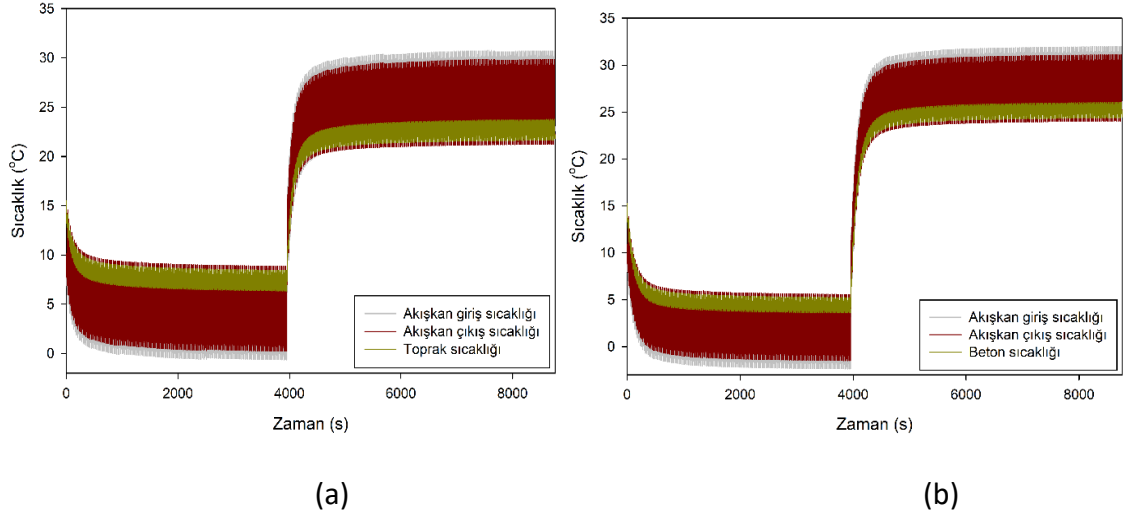 35
30
25
20
15
10
5
0
Sıcaklık (°C)
Akışkan giriş sıcaklığı
Akışkan çıkış sıcaklığı
Toprak sıcaklığı
0 2000 4000 6000 8000
Zaman (s)
(a)
35
30
25
20
15
10
5
0
Sıcaklık (°C)
Akışkan giriş sıcaklığı
Akışkan çıkış sıcaklığı
Beton sıcaklığı
0 2000 4000 6000 8000
Zaman (s)
(b)